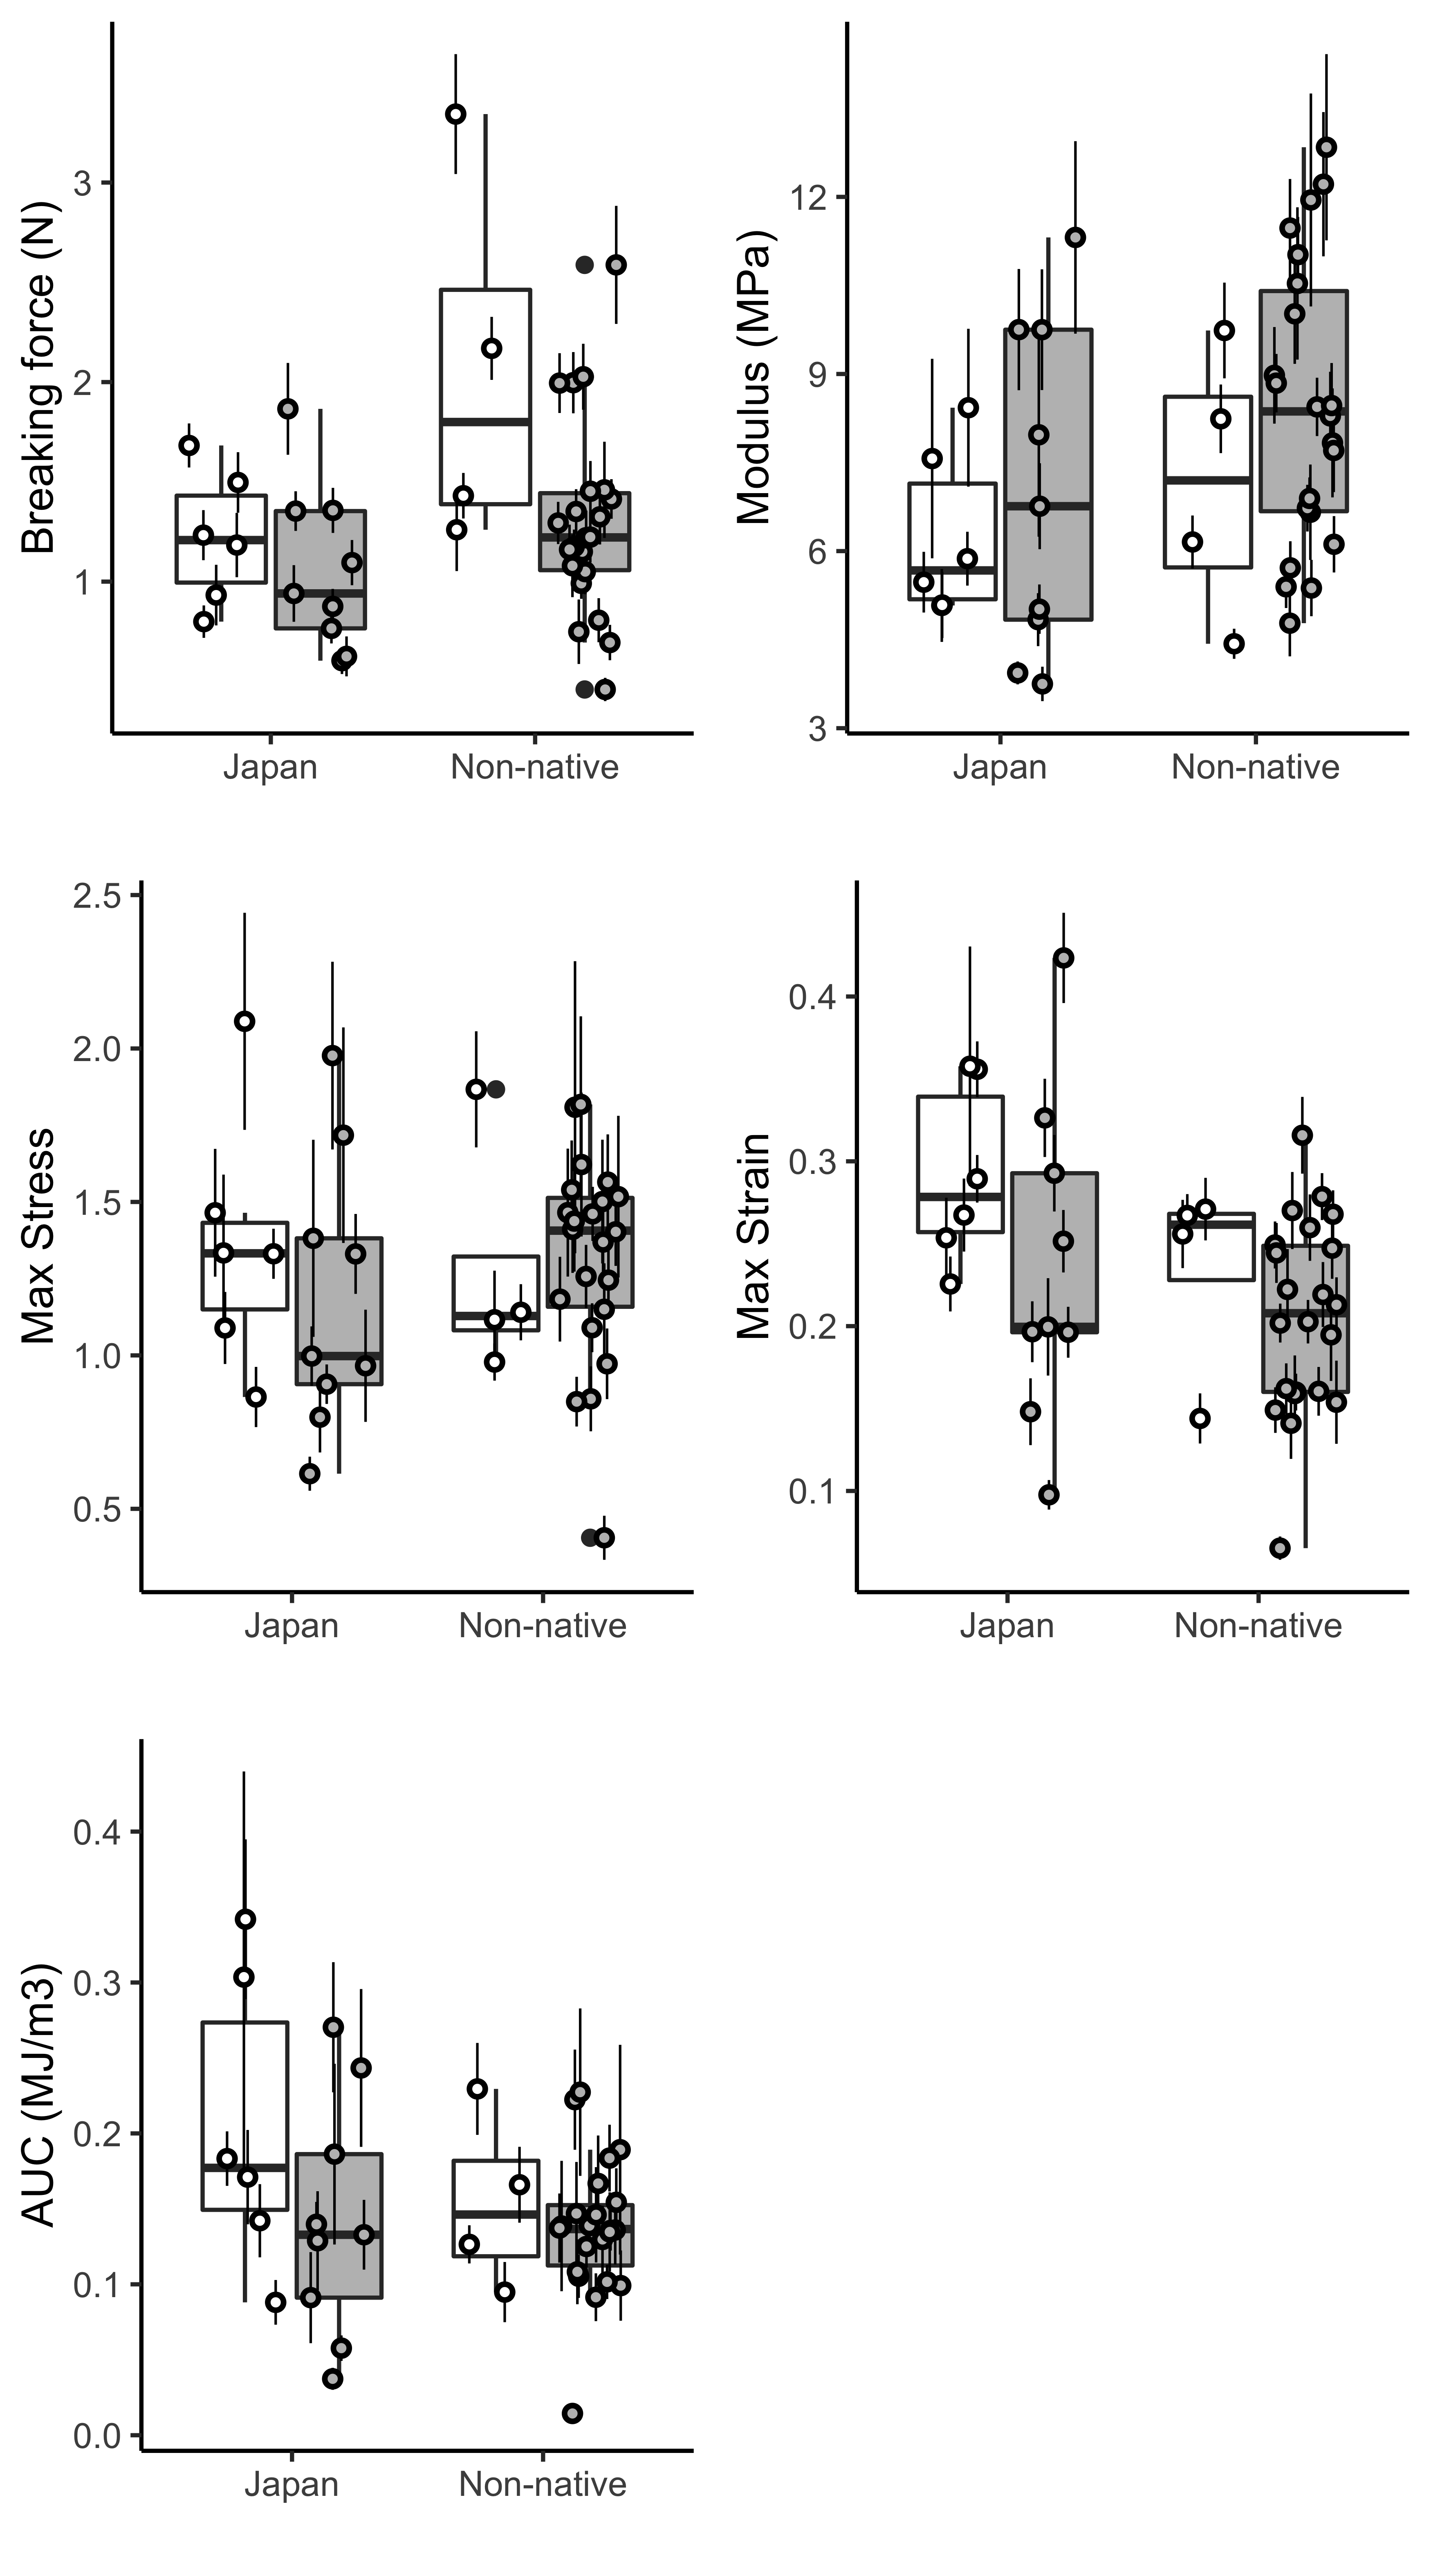 Breaking force (N)
3
2
1
Japan
Non-native
Modulus (MPa)
12
9
6
3
Japan
Non-native
Max Stress
2.5
2.0
1.5
1.0
0.5
Japan
Non-native
Max Strain
0.4
0.3
0.2
0.1
Japan
Non-native
AUC (MJ/m3)
0.4
0.3
0.2
0.1
0.0
Japan
Non-native